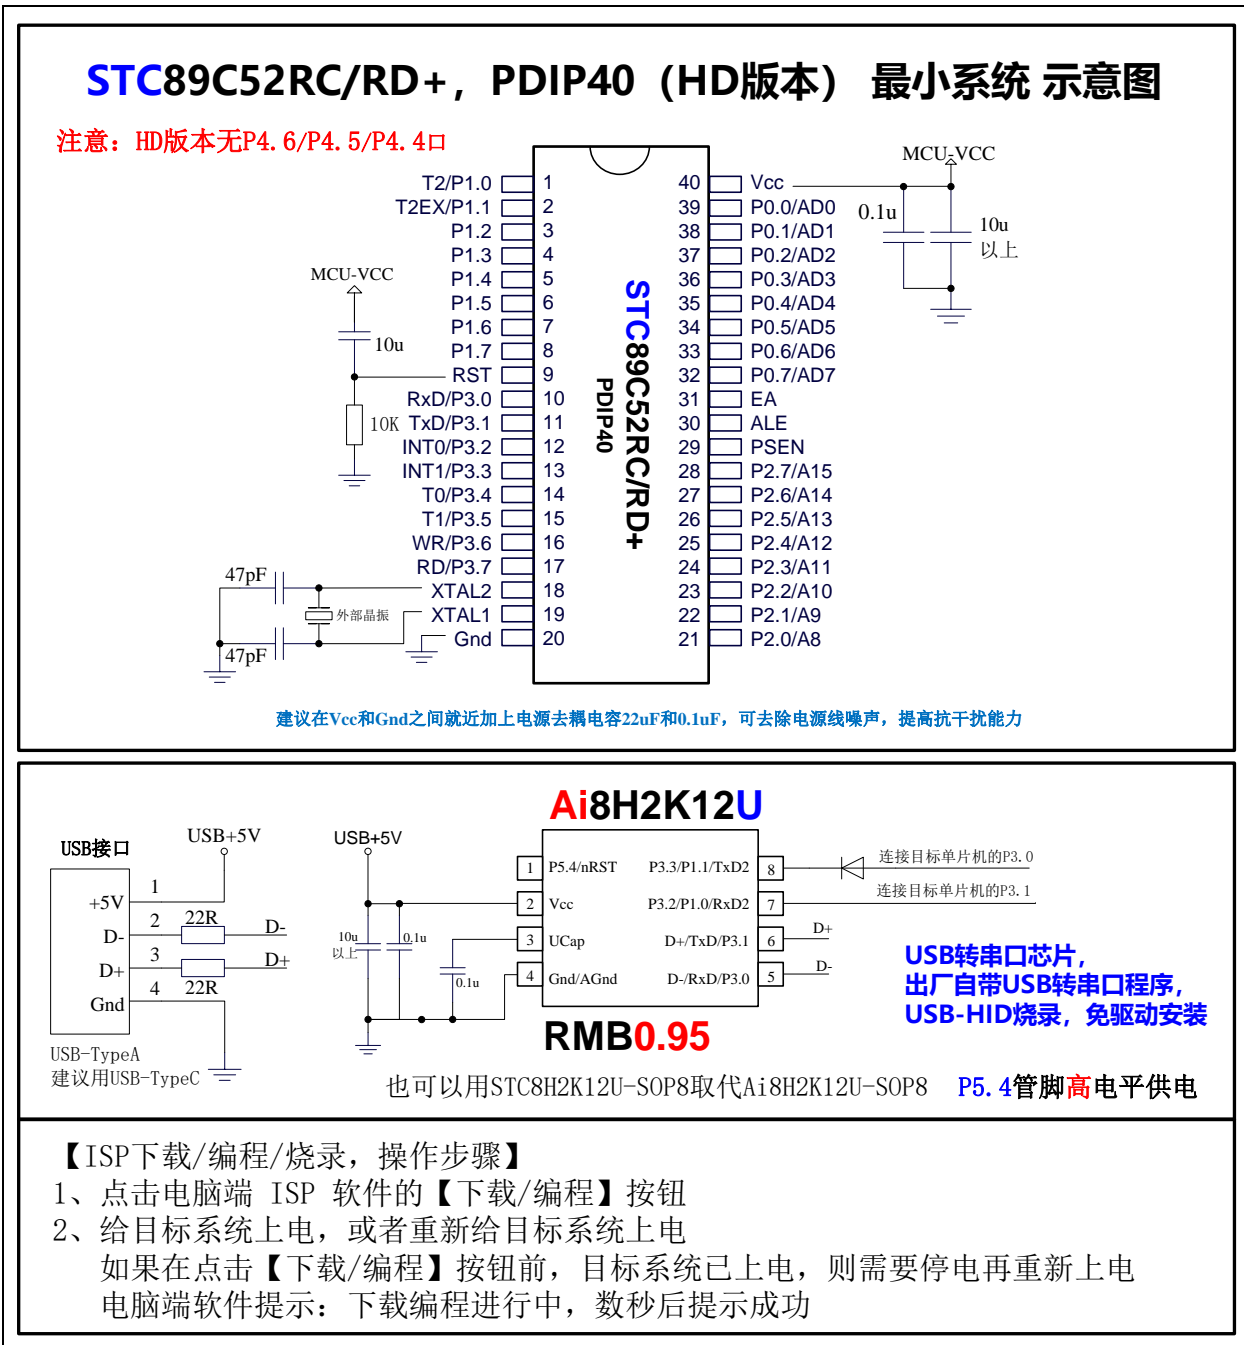 STC89C52RC/RD+，PDIP40（HD版本） 最小系统 示意图
注意：HD版本无P4.6/P4.5/P4.4口
MCU-VCC
T2/P1.0 1 40 Vcc
T2EX/P1.1 2 39 P0.0/AD0
0.1u
P1.2 3 38 P0.1/AD1
10u
以上
P1.3 4 37 P0.2/AD2
MCU-VCC
P1.4 5 36 P0.3/AD3
P1.5 6 35 P0.4/AD4
P1.6 7 34 P0.5/AD5
10u
P1.7 8 33 P0.6/AD6
RST 9 32 P0.7/AD7
RxD/P3.0 10 31 EA
10K
TxD/P3.1 11 30 ALE
INT0/P3.2 12 29 PSEN
INT1/P3.3 13 28 P2.7/A15
T0/P3.4 14 27 P2.6/A14
T1/P3.5 15 26 P2.5/A13
WR/P3.6 16 25 P2.4/A12
RD/P3.7 17 24 P2.3/A11
47pF
XTAL2 18 23 P2.2/A10
外部晶振
XTAL1 19 22 P2.1/A9
Gnd 20 21 P2.0/A8
47pF
STC89C52RC/RD+
PDIP40
建议在Vcc和Gnd之间就近加上电源去耦电容22uF和0.1uF，可去除电源线噪声，提高抗干扰能力
Ai8H2K12U
USB接口
USB+5V
+5V 1
D- 2 22R D-
D+ 3 22R D+
Gnd 4
USB-TypeA
建议用USB-TypeC
USB+5V
10u
以上
0.1u
0.1u
1 P5.4/nRST P3.3/P1.1/TxD2 8
连接目标单片机的P3.0
2 Vcc P3.2/P1.0/RxD2 7
连接目标单片机的P3.1
3 UCap D+/TxD/P3.1 6 D+
4 Gnd/AGnd D-/RxD/P3.0 5 D-
RMB0.95
USB转串口芯片，
出厂自带USB转串口程序，
USB-HID烧录，免驱动安装
也可以用STC8H2K12U-SOP8取代Ai8H2K12U-SOP8 P5.4管脚高电平供电
【ISP下载/编程/烧录，操作步骤】
1、点击电脑端 ISP 软件的【下载/编程】按钮
2、给目标系统上电，或者重新给目标系统上电
如果在点击【下载/编程】按钮前，目标系统已上电，则需要停电再重新上电
电脑端软件提示：下载编程进行中，数秒后提示成功